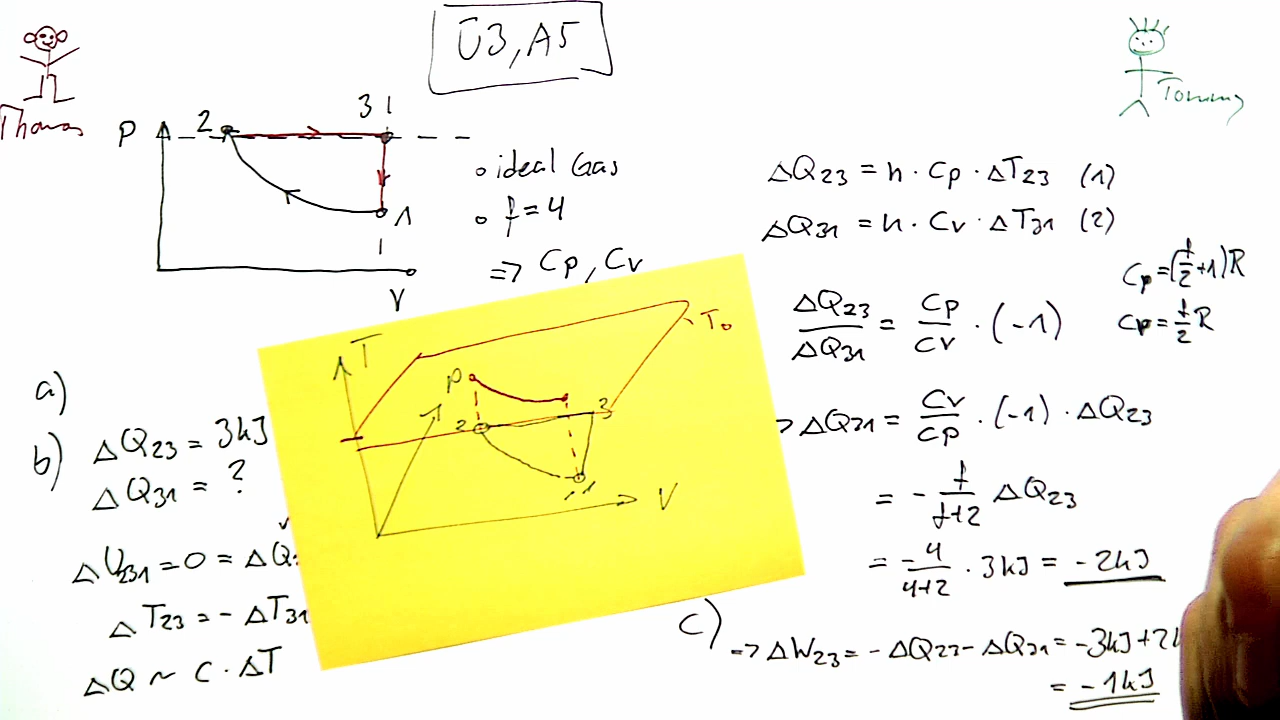 Ü3, A5
Thomas
Tommy
P
2
3
1
V
∘ ideal Gas
∘ f = 4
=> Cp, Cv
ΔQ23 = n · Cp · ΔT23 (1)
ΔQ31 = n · Cv · ΔT31 (2)
Cp = (f/2 + 1) R
Cv = f/2 R
ΔQ23/ΔQ31 = Cp/Cv · (-1)
ΔQ31 = Cv/Cp · (-1) · ΔQ23
= - f/f+2 ΔQ23
= -4/4+2 · 3kJ = -2kJ
a)
b) ΔQ23 = 3kJ
ΔQ31 = ?
ΔU231 = 0 = ΔQ
ΔT23 = - ΔT31
ΔQ ~ C · ΔT
T
P
2
3
1
V
T0
c) => ΔW23 = -ΔQ23 - ΔQ31 = -3kJ + 2k
= -1kJ